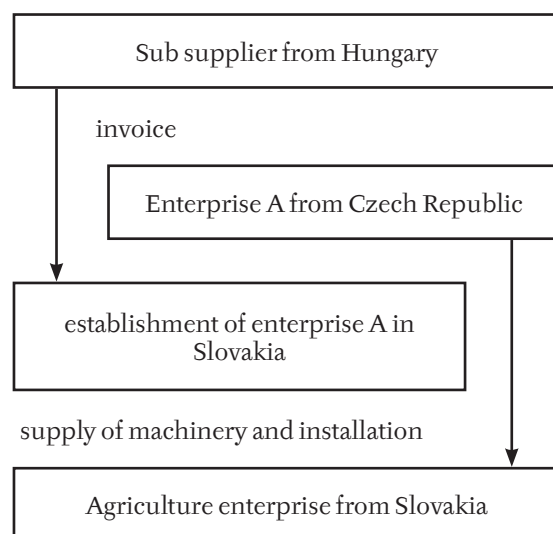 Sub supplier from Hungary
invoice
Enterprise A from Czech Republic
establishment of enterprise A in
Slovakia
supply of machinery and installation
Agriculture enterprise from Slovakia